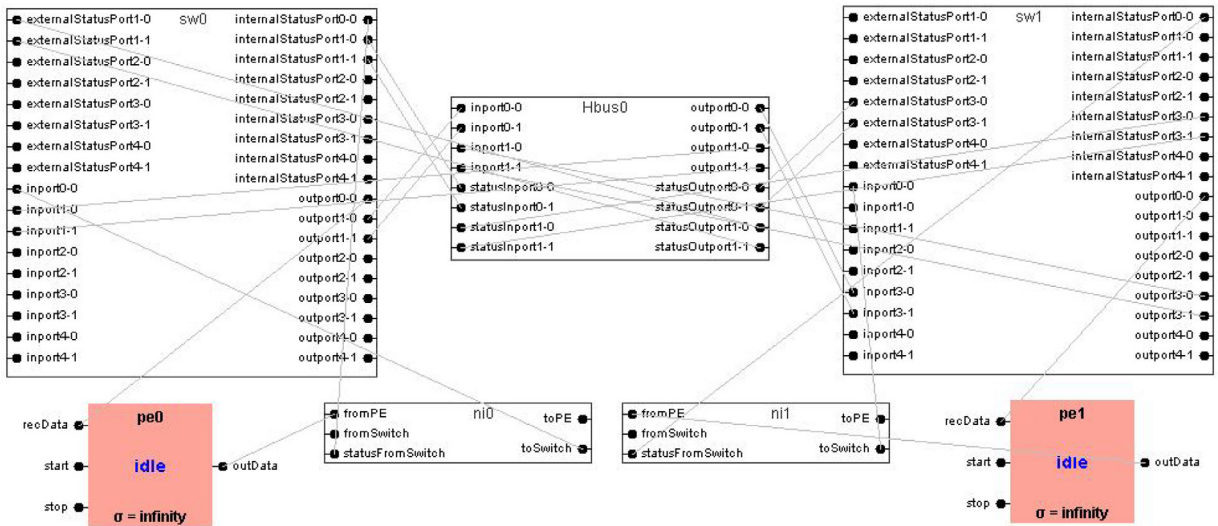 sw0
externalStatusPort1-0
externalStatusPort1-1
externalStatusPort2-0
externalStatusPort2-1
externalStatusPort3-0
externalStatusPort3-1
externalStatusPort4-0
externalStatusPort4-1
inport0-0
inport1-0
inport1-1
inport2-0
inport2-1
inport3-0
inport3-1
inport4-0
inport4-1
internalStatusPort0-0
internalStatusPort1-0
internalStatusPort1-1
internalStatusPort2-0
internalStatusPort2-1
internalStatusPort3-0
internalStatusPort3-1
internalStatusPort4-0
internalStatusPort4-1
outport0-0
outport1-0
outport1-1
outport2-0
outport2-1
outport3-0
outport3-1
outport4-0
outport4-1
Hbus0
inport0-0
inport0-1
inport1-0
inport1-1
statusInport0-0
statusInport0-1
statusInport1-0
statusInport1-1
outport0-0
outport0-1
outport1-0
outport1-1
statusOutport0-0
statusOutport0-1
statusOutport1-0
statusOutport1-1
sw1
externalStatusPort1-0
externalStatusPort1-1
externalStatusPort2-0
externalStatusPort2-1
externalStatusPort3-0
externalStatusPort3-1
externalStatusPort4-0
externalStatusPort4-1
inport0-0
inport1-0
inport1-1
inport2-0
inport2-1
inport3-0
inport3-1
inport4-0
inport4-1
internalStatusPort0-0
internalStatusPort1-0
internalStatusPort1-1
internalStatusPort2-0
internalStatusPort2-1
internalStatusPort3-0
internalStatusPort3-1
internalStatusPort4-0
internalStatusPort4-1
outport0-0
outport1-0
outport1-1
outport2-0
outport2-1
outport3-0
outport3-1
outport4-0
outport4-1
pe0
recData
start
stop
idle
outData
σ = infinity
ni0
fromPE
fromSwitch
statusFromSwitch
toPE
toSwitch
ni1
fromPE
fromSwitch
statusFromSwitch
toPE
toSwitch
pe1
recData
start
stop
idle
outData
σ = infinity